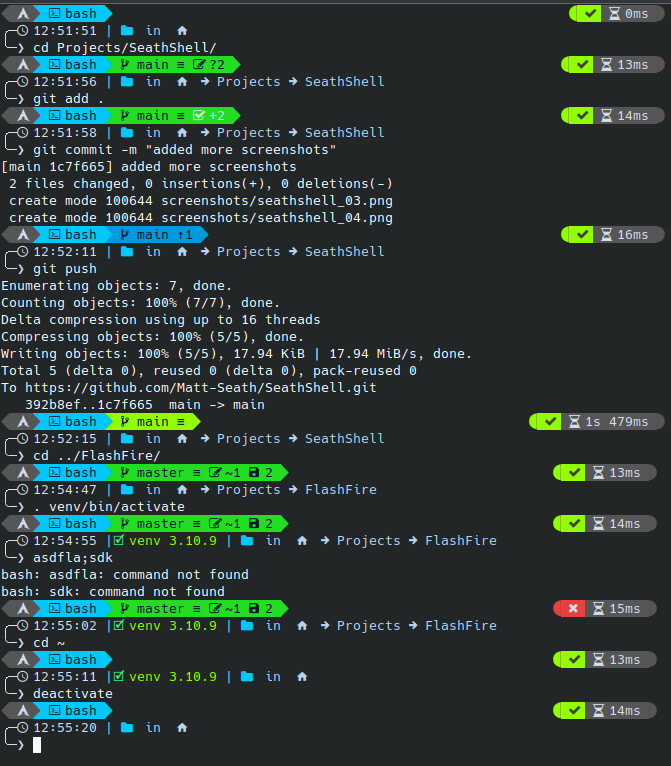 bash 0ms
12:51:51 | in
❯ cd Projects/SeathShell/
bash main ≡ ?2 13ms
12:51:56 | in → Projects → SeathShell
❯ git add .
bash main ≡ +2 14ms
12:51:58 | in → Projects → SeathShell
❯ git commit -m "added more screenshots"
[main 1c7f665] added more screenshots
2 files changed, 0 insertions(+), 0 deletions(-)
create mode 100644 screenshots/seathshell_03.png
create mode 100644 screenshots/seathshell_04.png
bash main ↑1 16ms
12:52:11 | in → Projects → SeathShell
❯ git push
Enumerating objects: 7, done.
Counting objects: 100% (7/7), done.
Delta compression using up to 16 threads
Compressing objects: 100% (5/5), done.
Writing objects: 100% (5/5), 17.94 KiB | 17.94 MiB/s, done.
Total 5 (delta 0), reused 0 (delta 0), pack-reused 0
To https://github.com/Matt-Seath/SeathShell.git
392b8ef..1c7f665 main -> main
bash main ≡ 1s 479ms
12:52:15 | in → Projects → SeathShell
❯ cd ../FlashFire/
bash master ≡ ~1 2 13ms
12:54:47 | in → Projects → FlashFire
❯ . venv/bin/activate
bash master ≡ ~1 2 14ms
12:54:55 | venv 3.10.9 | in → Projects → FlashFire
❯ asdfla;sdk
bash: asdfla: command not found
bash: sdk: command not found
bash master ≡ ~1 2 15ms
12:55:02 | venv 3.10.9 | in → Projects → FlashFire
❯ cd ~
bash 13ms
12:55:11 | venv 3.10.9 | in
❯ deactivate
bash 14ms
12:55:20 | in
❯